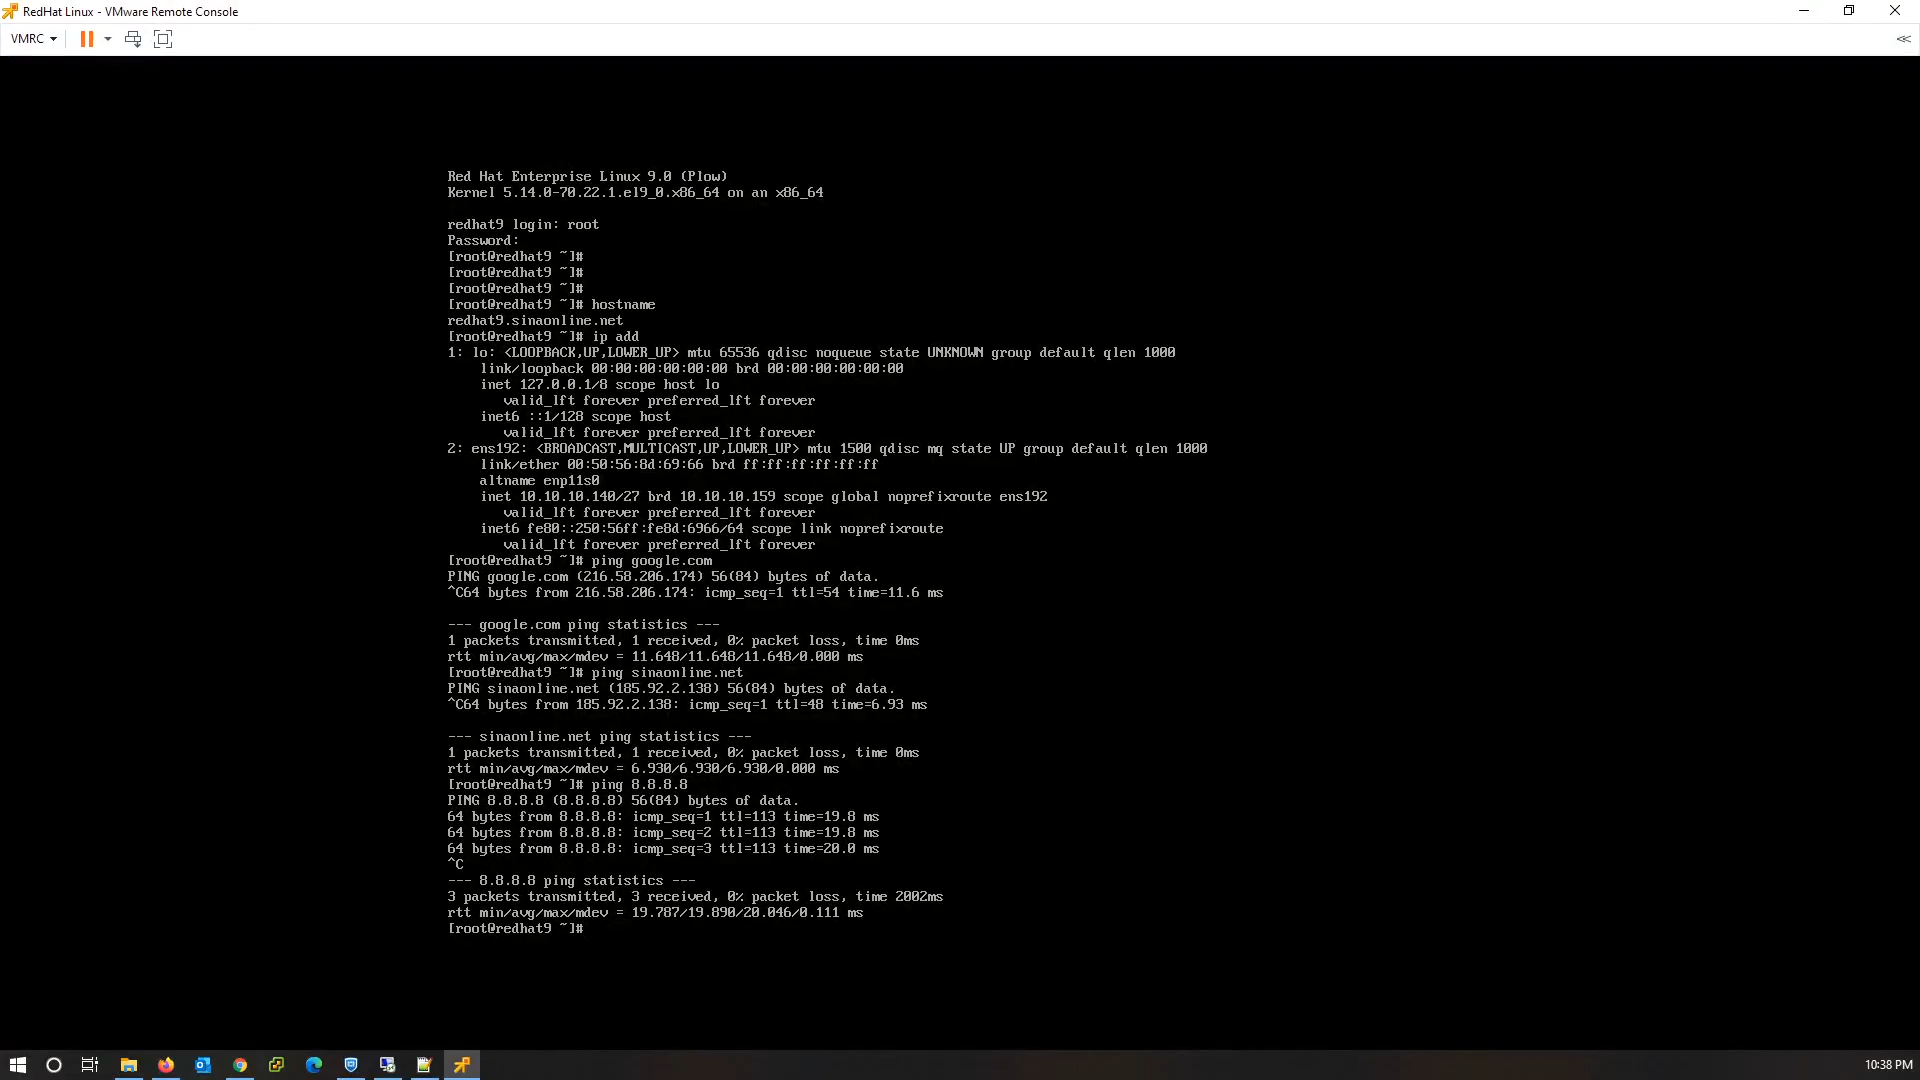 RedHat Linux - VMware Remote Console
VMRC
Red Hat Enterprise Linux 9.0 (Plow)
Kernel 5.14.0-70.22.1.el9_0.x86_64 on an x86_64
redhat9 login: root
Password:
[root@redhat9 ~]#
[root@redhat9 ~]#
[root@redhat9 ~]#
[root@redhat9 ~]# hostname
redhat9.sinaonline.net
[root@redhat9 ~]# ip add
1: lo: <LOOPBACK,UP,LOWER_UP> mtu 65536 qdisc noqueue state UNKNOWN group default qlen 1000
link/loopback 00:00:00:00:00:00 brd 00:00:00:00:00:00
inet 127.0.0.1/8 scope host lo
valid_lft forever preferred_lft forever
inet6 ::1/128 scope host
valid_lft forever preferred_lft forever
2: ens192: <BROADCAST,MULTICAST,UP,LOWER_UP> mtu 1500 qdisc mq state UP group default qlen 1000
link/ether 00:50:56:8d:69:66 brd ff:ff:ff:ff:ff:ff
altname enp11s0
inet 10.10.10.140/27 brd 10.10.10.159 scope global noprefixroute ens192
valid_lft forever preferred_lft forever
inet6 fe80::250:56ff:fe8d:6966/64 scope link noprefixroute
valid_lft forever preferred_lft forever
[root@redhat9 ~]# ping google.com
PING google.com (216.58.206.174) 56(84) bytes of data.
^C64 bytes from 216.58.206.174: icmp_seq=1 ttl=54 time=11.6 ms
--- google.com ping statistics ---
1 packets transmitted, 1 received, 0% packet loss, time 0ms
rtt min/avg/max/mdev = 11.648/11.648/11.648/0.000 ms
[root@redhat9 ~]# ping sinaonline.net
PING sinaonline.net (185.92.2.138) 56(84) bytes of data.
^C64 bytes from 185.92.2.138: icmp_seq=1 ttl=48 time=6.93 ms
--- sinaonline.net ping statistics ---
1 packets transmitted, 1 received, 0% packet loss, time 0ms
rtt min/avg/max/mdev = 6.930/6.930/6.930/0.000 ms
[root@redhat9 ~]# ping 8.8.8.8
PING 8.8.8.8 (8.8.8.8) 56(84) bytes of data.
64 bytes from 8.8.8.8: icmp_seq=1 ttl=113 time=19.8 ms
64 bytes from 8.8.8.8: icmp_seq=2 ttl=113 time=19.8 ms
64 bytes from 8.8.8.8: icmp_seq=3 ttl=113 time=20.0 ms
^C
--- 8.8.8.8 ping statistics ---
3 packets transmitted, 3 received, 0% packet loss, time 2002ms
rtt min/avg/max/mdev = 19.787/19.890/20.046/0.111 ms
[root@redhat9 ~]#
10:38 PM